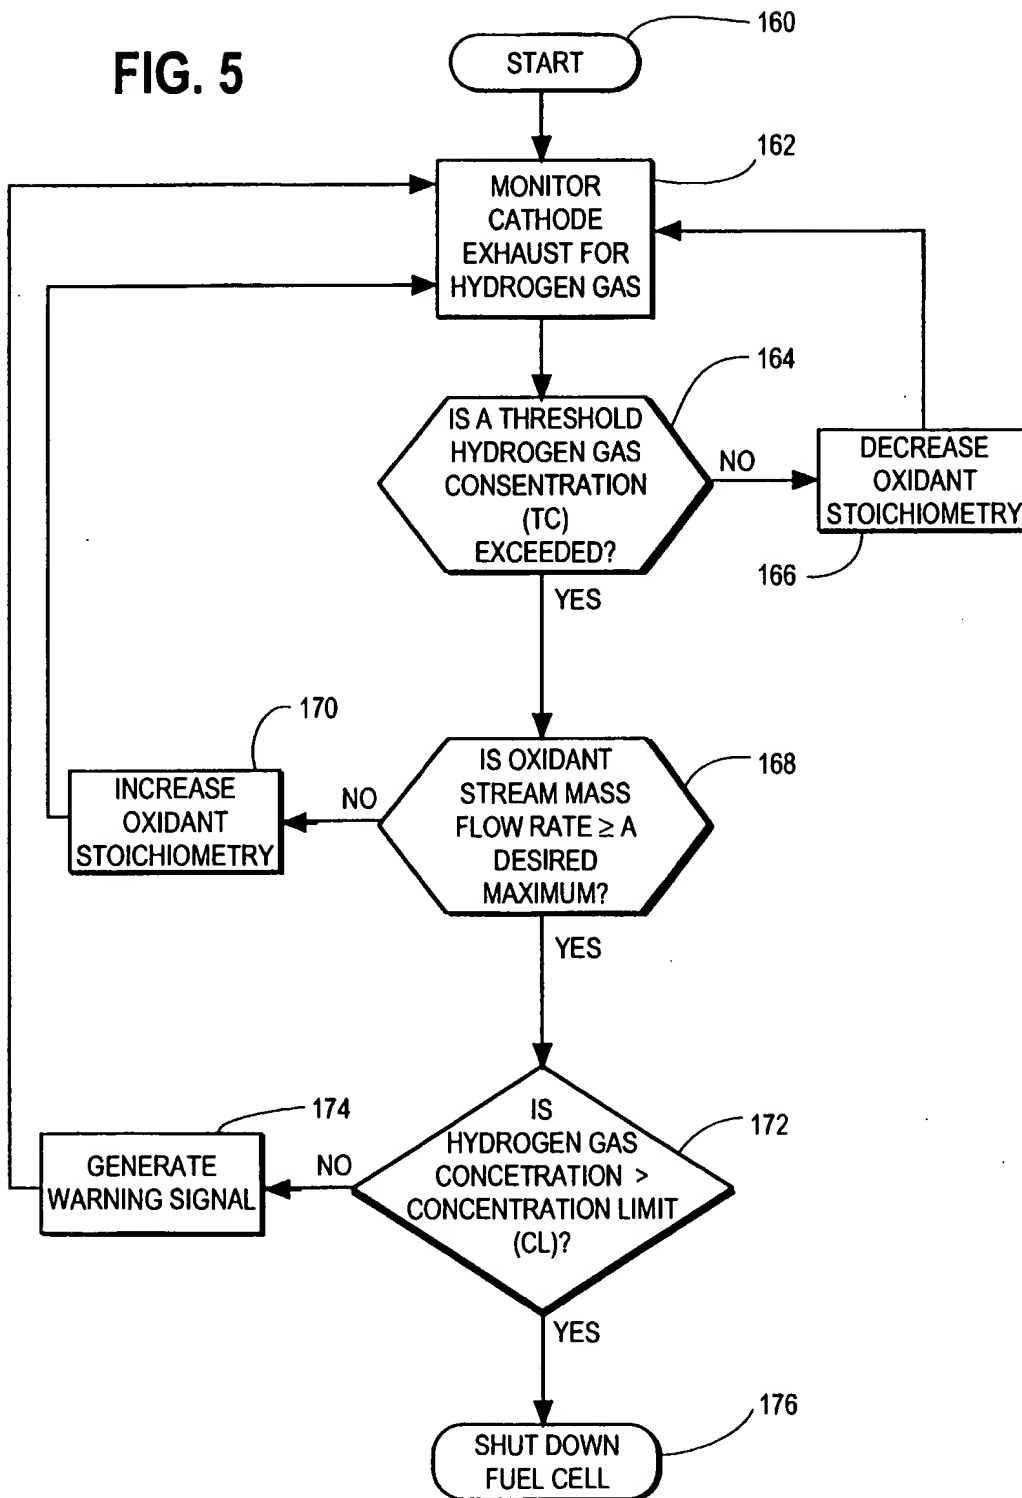 FIG. 5
160
START
162
MONITOR
CATHODE
EXHAUST FOR
HYDROGEN GAS
164
IS A THRESHOLD
HYDROGEN GAS
CONSENTRATION
(TC)
EXCEEDED?
NO
DECREASE
OXIDANT
STOICHIOMETRY
166
YES
170
INCREASE
OXIDANT
STOICHIOMETRY
NO
IS OXIDANT
STREAM MASS
FLOW RATE ≥ A
DESIRED
MAXIMUM?
168
YES
174
GENERATE
WARNING SIGNAL
NO
IS
HYDROGEN GAS
CONCETRATION >
CONCENTRATION LIMIT
(CL)?
172
YES
176
SHUT DOWN
FUEL CELL